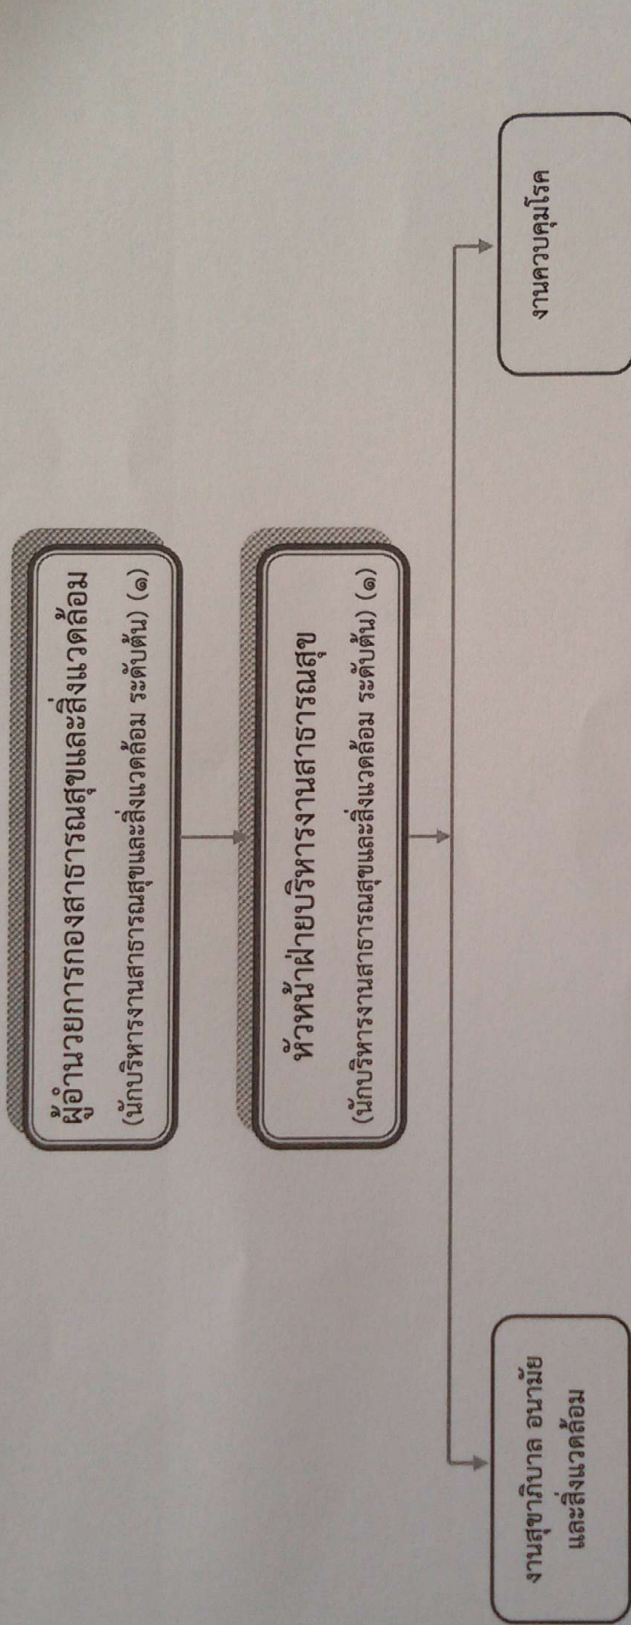 ผู้อำนวยการกองสาธารณสุขและสิ่งแวดล้อม
(นักบริหารงานสาธารณสุขและสิ่งแวดล้อม ระดับต้น) (๑)
หัวหน้าฝ่ายบริหารงานสาธารณสุข
(นักบริหารงานสาธารณสุขและสิ่งแวดล้อม ระดับต้น) (๑)
งานสุขาภิบาล อนามัย
และสิ่งแวดล้อม
งานควบคุมโรค